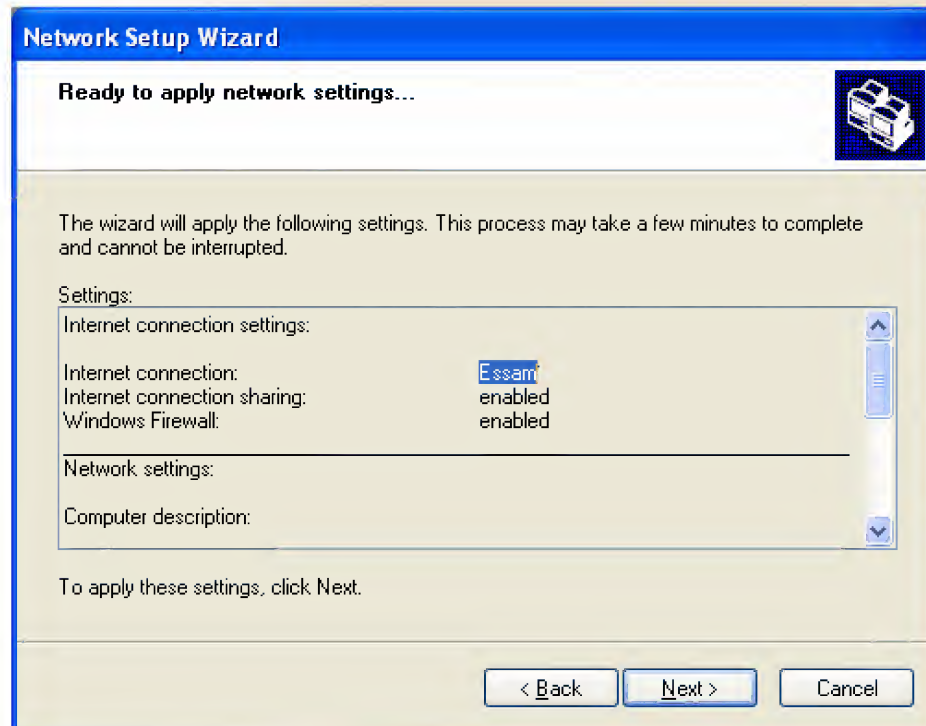 Network Setup Wizard
Ready to apply network settings...
The wizard will apply the following settings. This process may take a few minutes to complete
and cannot be interrupted.
Settings:
Internet connection settings:
Internet connection: Essam
Internet connection sharing: enabled
Windows Firewall: enabled
Network settings:
Computer description:
To apply these settings, click Next.
< Back Next > Cancel